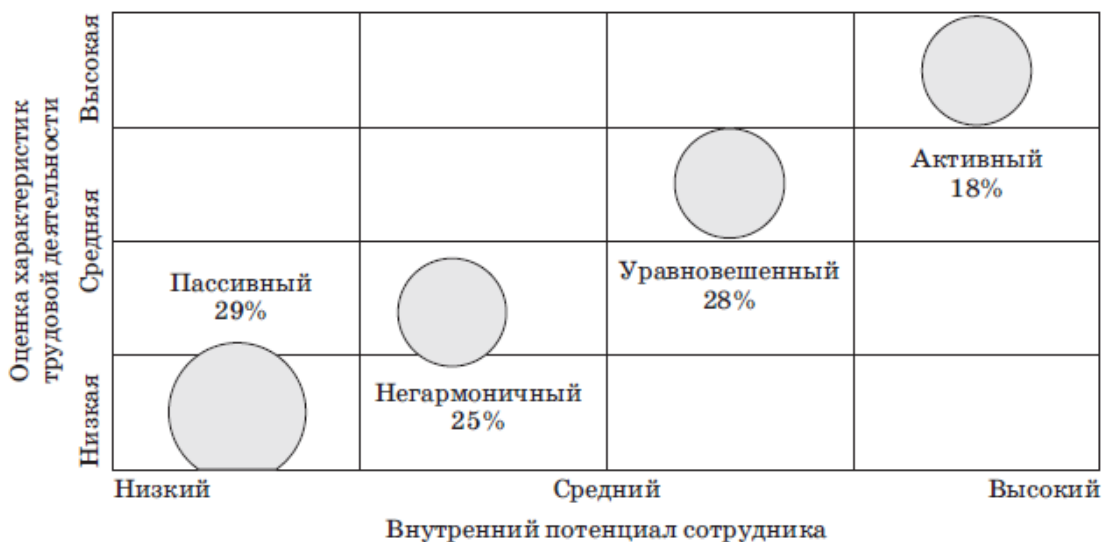 Оценка характеристик
трудовой деятельности
Высокая
Средняя
Низкая
Активный
18%
Уравновешенный
28%
Пассивный
29%
Негармоничный
25%
Низкий
Средний
Высокий
Внутренний потенциал сотрудника